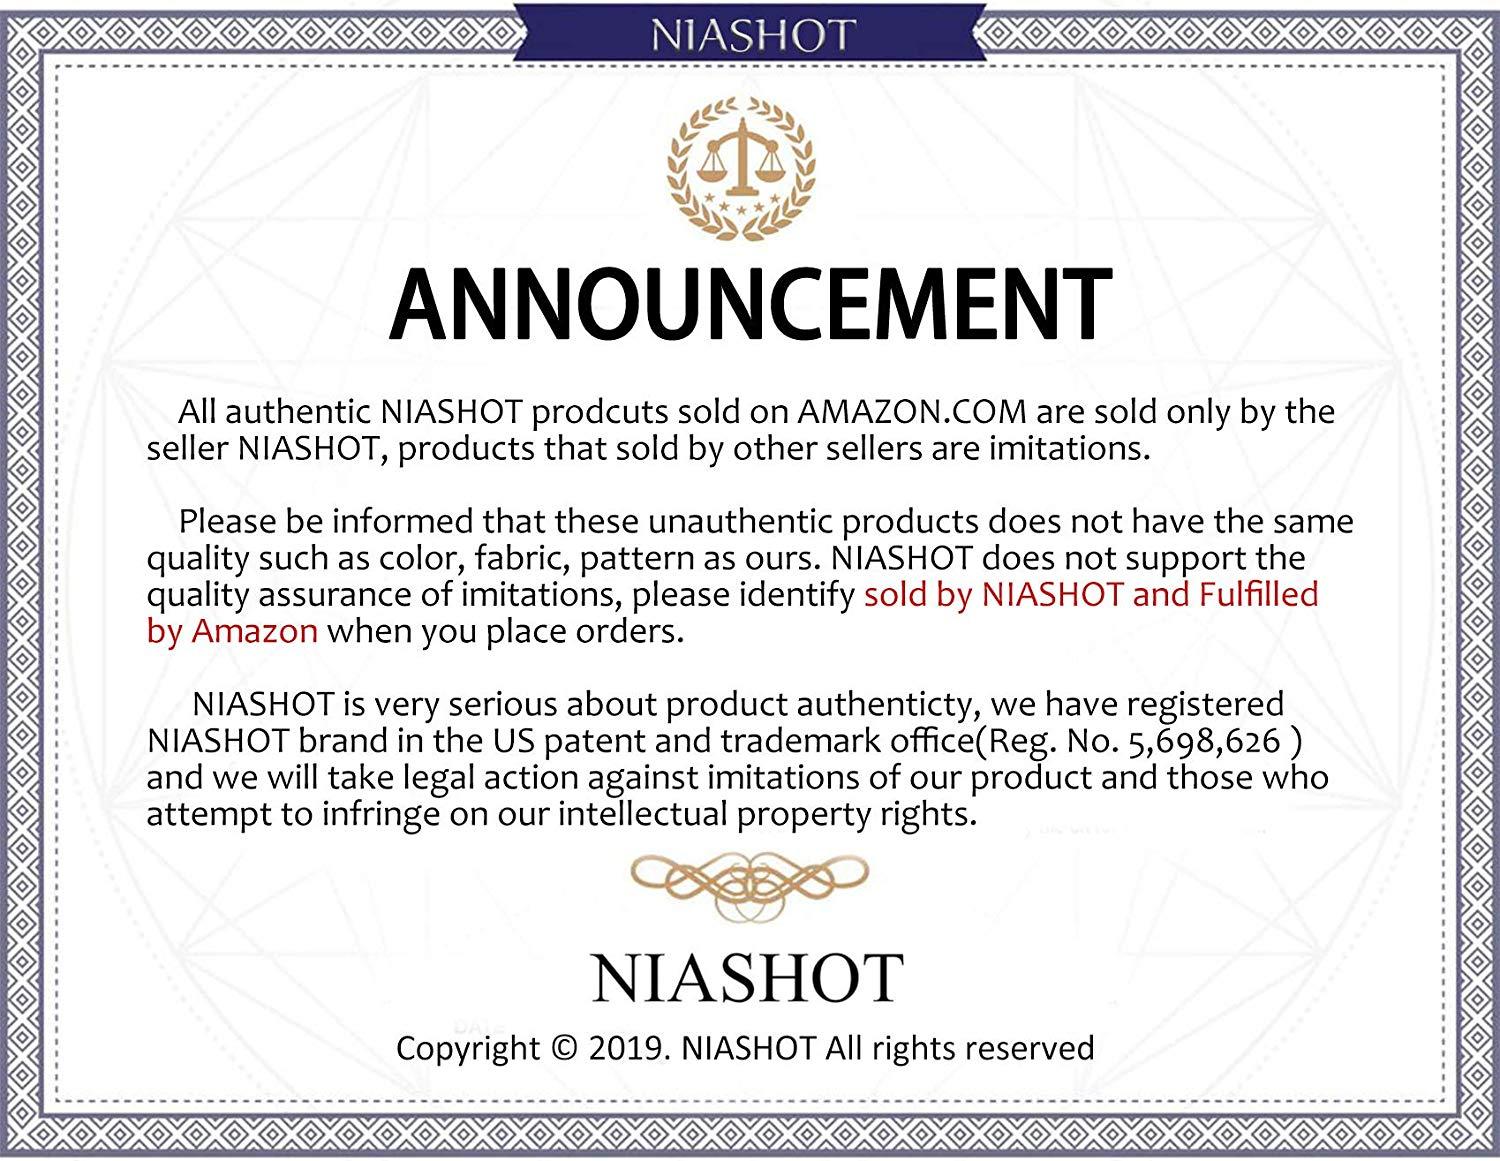 NIASHOT
ANNOUNCEMENT
All authentic NIASHOT prodcuts sold on AMAZON.COM are sold only by the
seller NIASHOT, products that sold by other sellers are imitations.
Please be informed that these unauthentic products does not have the same
quality such as color, fabric, pattern as ours. NIASHOT does not support the
quality assurance of imitations, please identify sold by NIASHOT and Fulfilled
by Amazon when you place orders.
NIASHOT is very serious about product authenticty, we have registered
NIASHOT brand in the US patent and trademark office(Reg. No. 5,698,626 )
and we will take legal action against imitations of our product and those who
attempt to infringe on our intellectual property rights.
NIASHOT
DATE
Copyright © 2019. NIASHOT All rights reserved